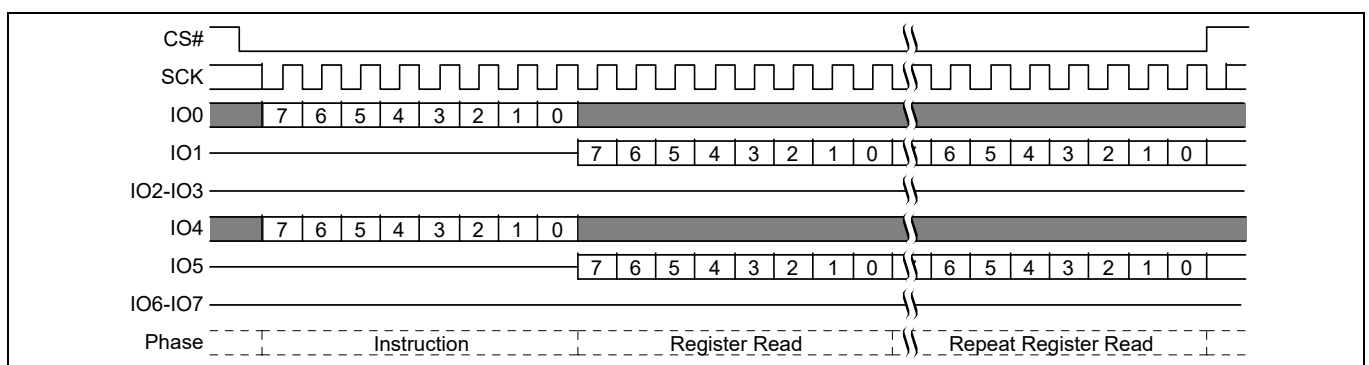 CS#
SCK
IO0 7 6 5 4 3 2 1 0
IO1 7 6 5 4 3 2 1 0 6 5 4 3 2 1 0
IO2-IO3
IO4 7 6 5 4 3 2 1 0
IO5 7 6 5 4 3 2 1 0 6 5 4 3 2 1 0
IO6-IO7
Phase Instruction Register Read Repeat Register Read